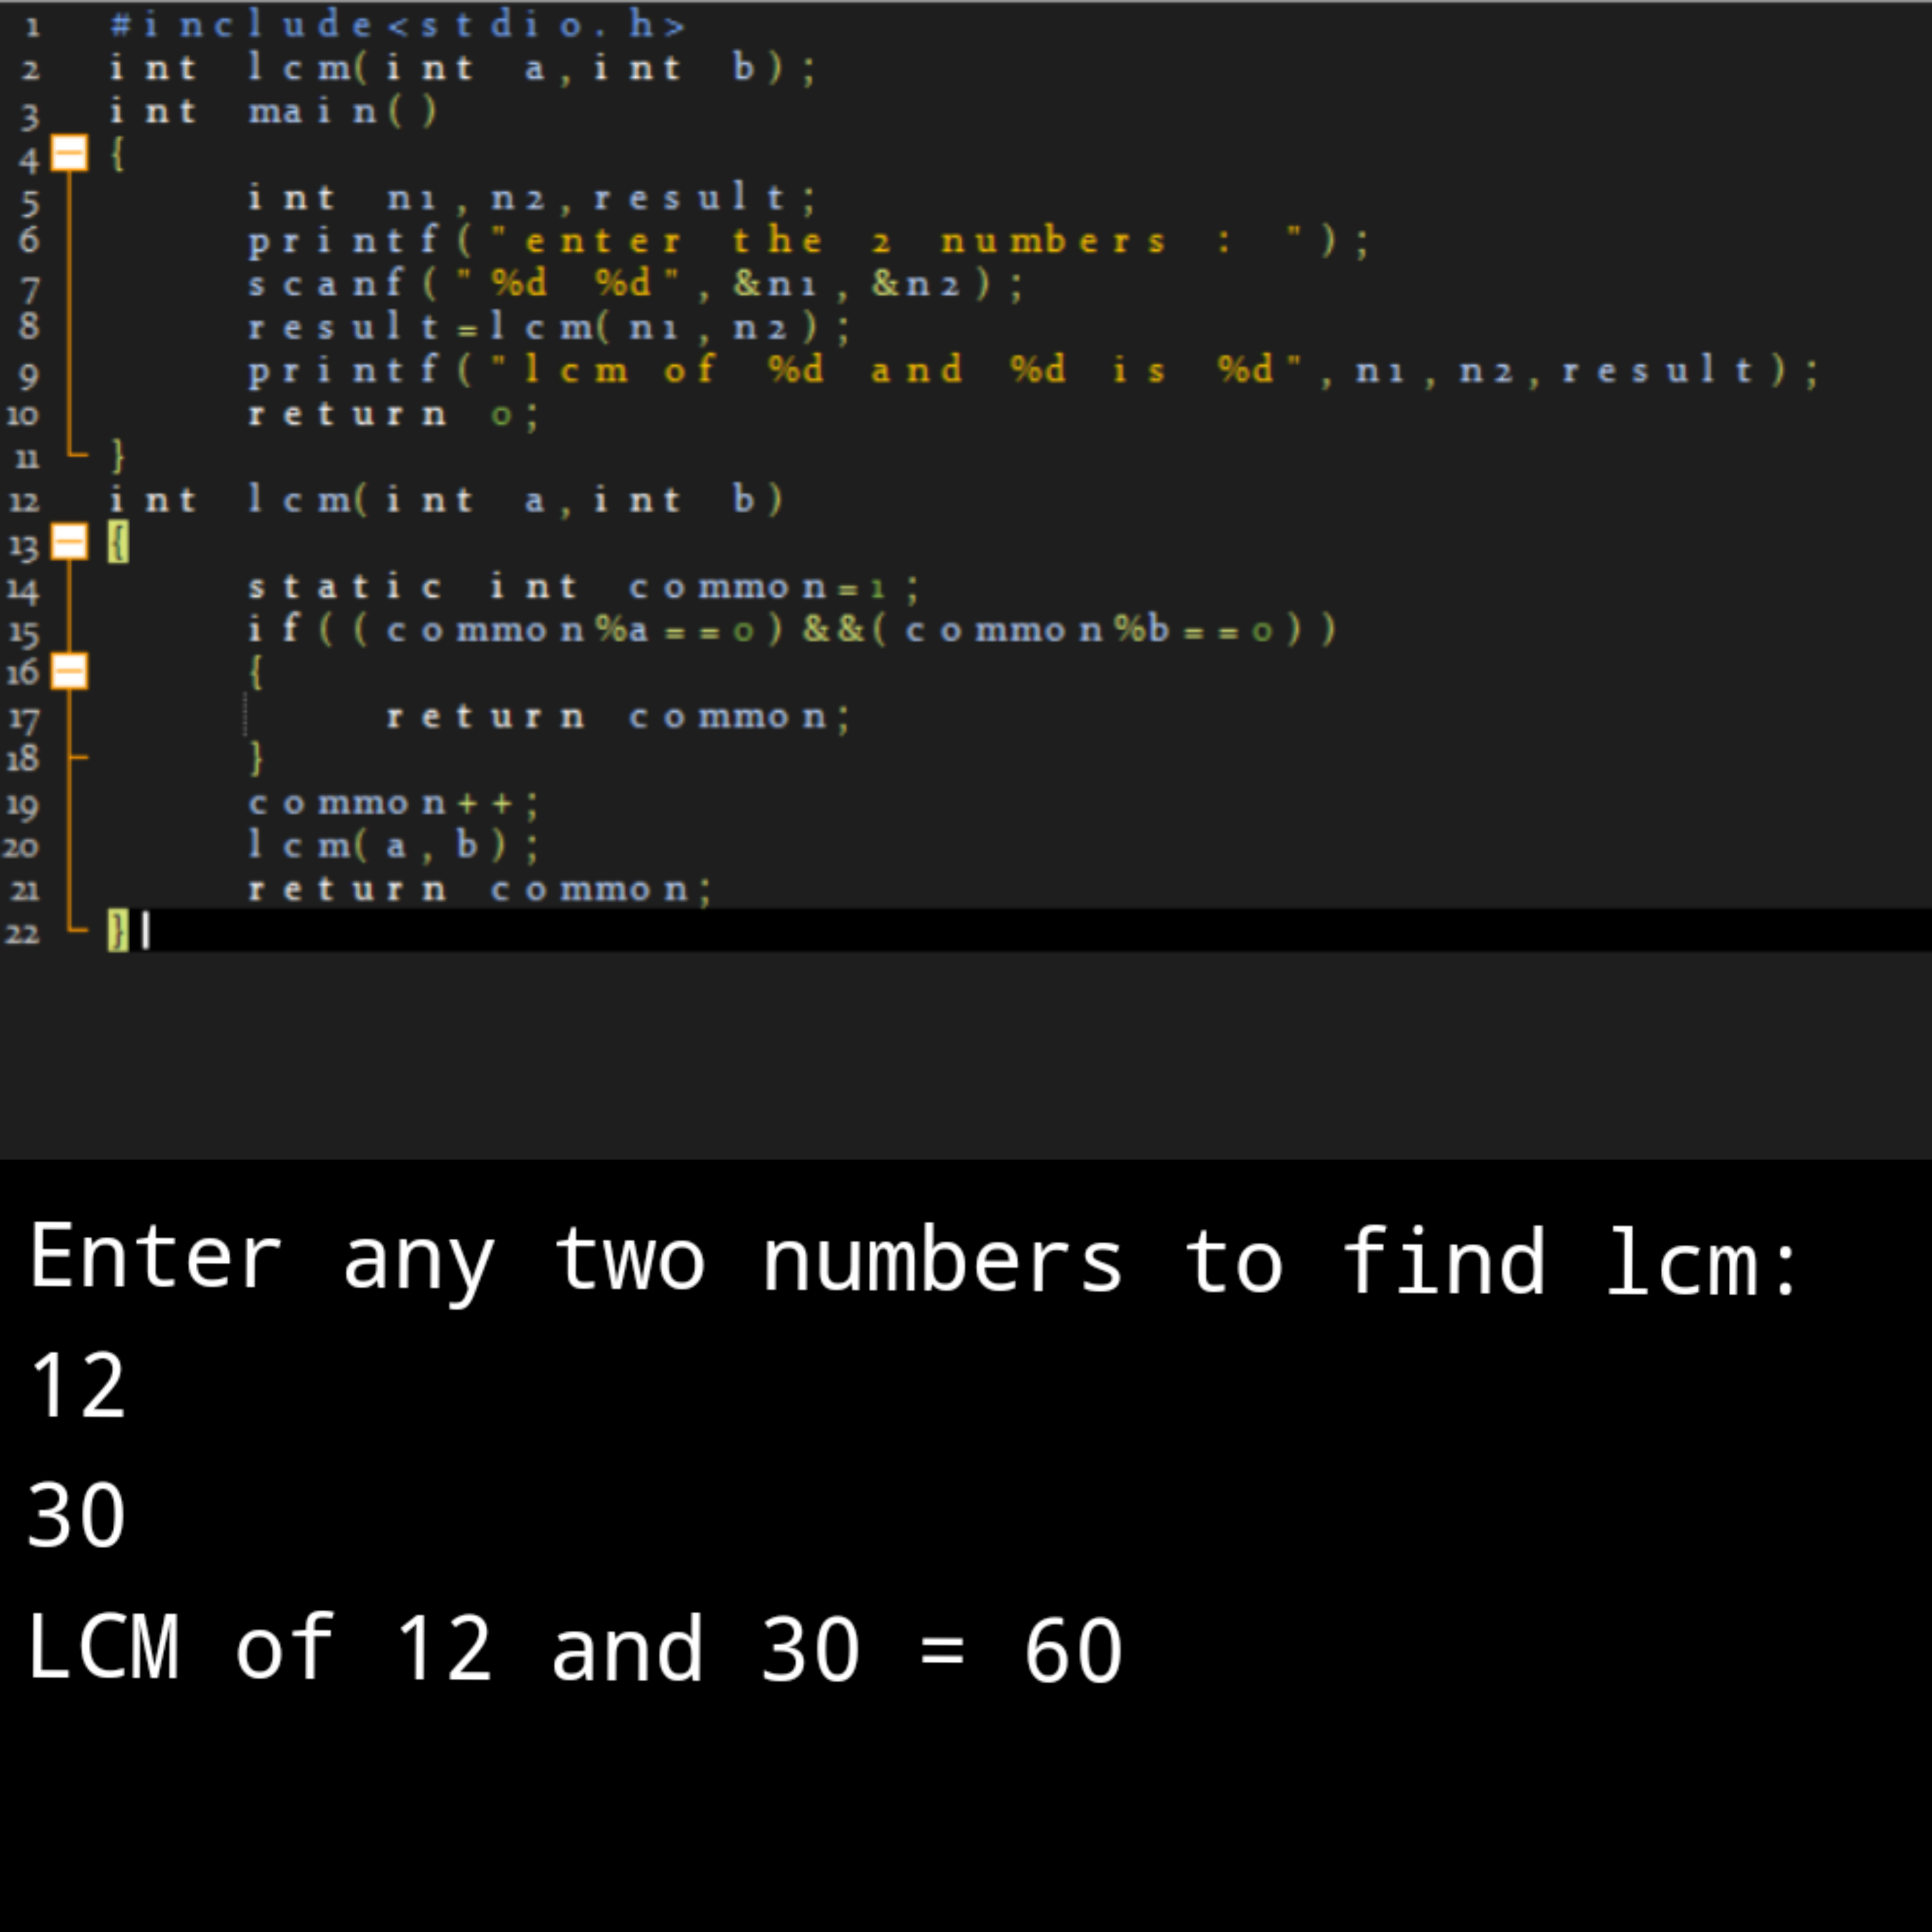 1 #include<stdio.h>
2 int lcm(int a,int b);
3 int main()
4 {
5 int n1,n2,result;
6 printf("enter the 2 numbers : ");
7 scanf("%d %d",&n1,&n2);
8 result=lcm(n1,n2);
9 printf("lcm of %d and %d is %d",n1,n2,result);
10 return 0;
11 }
12 int lcm(int a,int b)
13 {
14 static int common=1;
15 if((common%a==0)&&(common%b==0))
16 {
17 return common;
18 }
19 common++;
20 lcm(a,b);
21 return common;
22 }
Enter any two numbers to find lcm:
12
30
LCM of 12 and 30 = 60